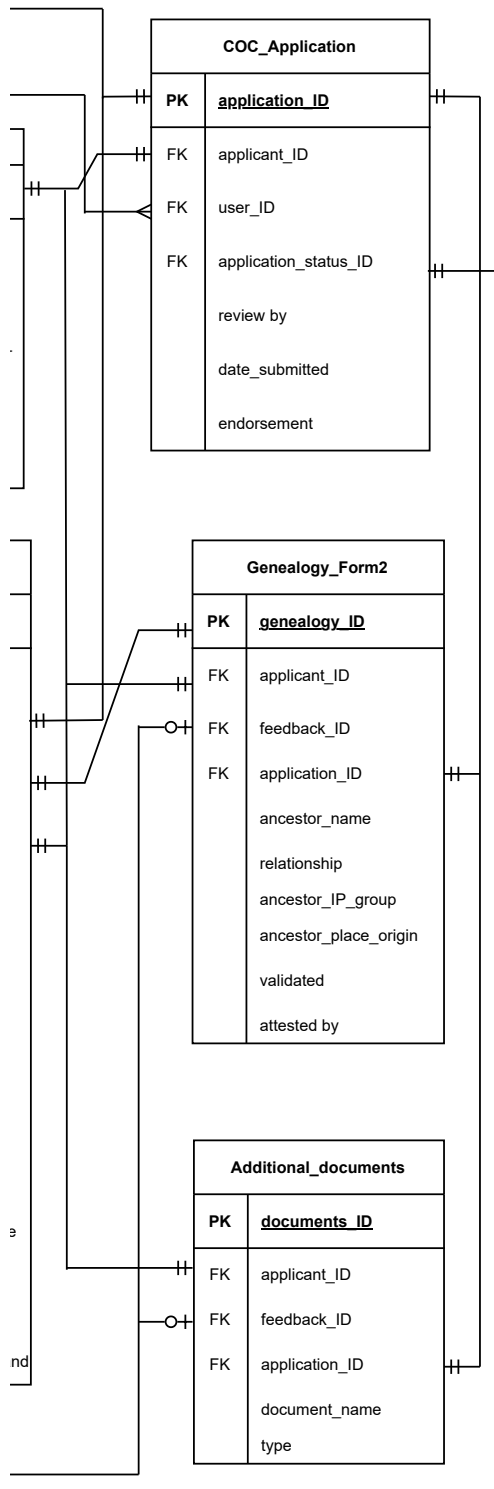 COC_Application
PK application_ID
FK applicant_ID
FK user_ID
FK application_status_ID
review by
date_submitted
endorsement
Genealogy_Form2
PK genealogy_ID
FK applicant_ID
FK feedback_ID
FK application_ID
ancestor_name
relationship
ancestor_IP_group
ancestor_place_origin
validated
attested by
Additional_documents
PK documents_ID
FK applicant_ID
FK feedback_ID
FK application_ID
document_name
type